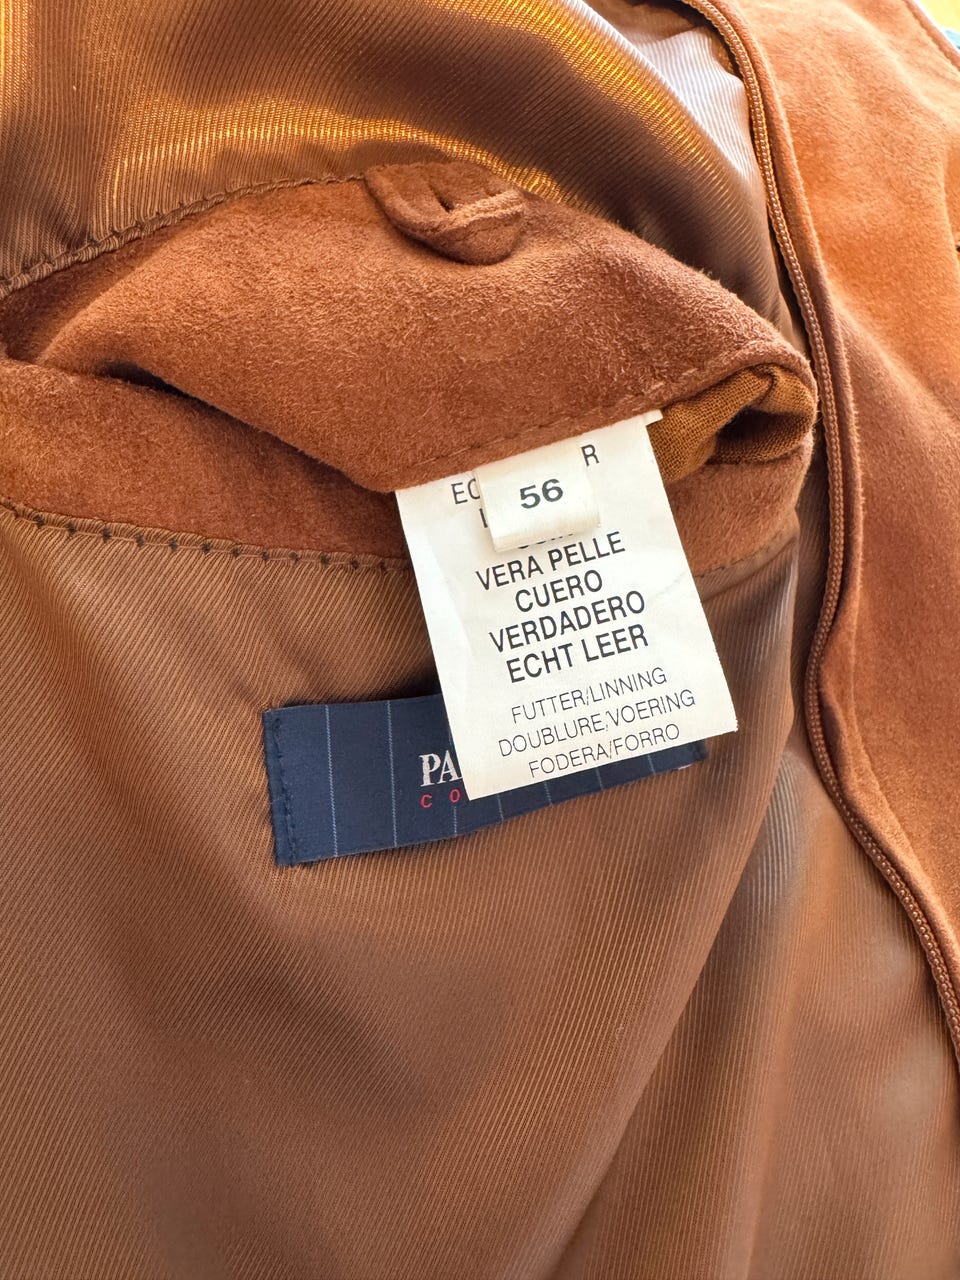 56
VERA PELLE
CUERO
VERDADERO
ECHT LEER
FUTTER/LINNING
DOUBLURE/VOERING
FODERA/FORRO